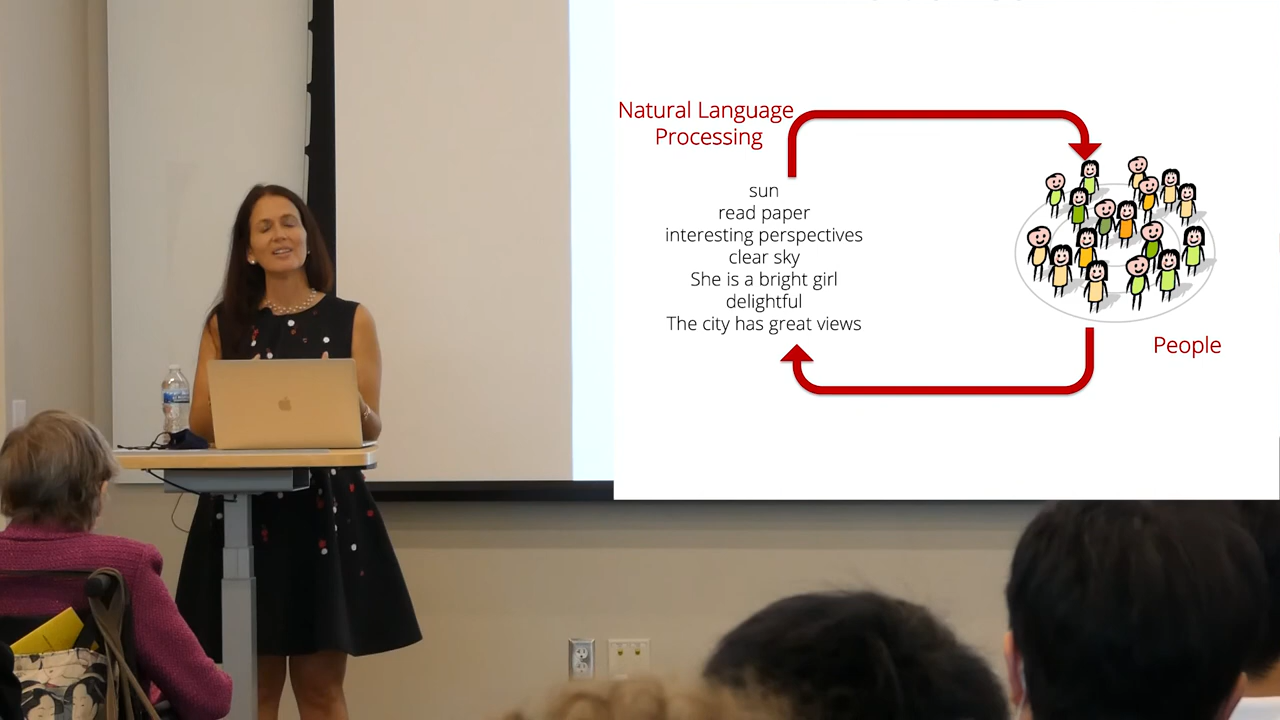 Natural Language
Processing
sun
read paper
interesting perspectives
clear sky
She is a bright girl
delightful
The city has great views
People